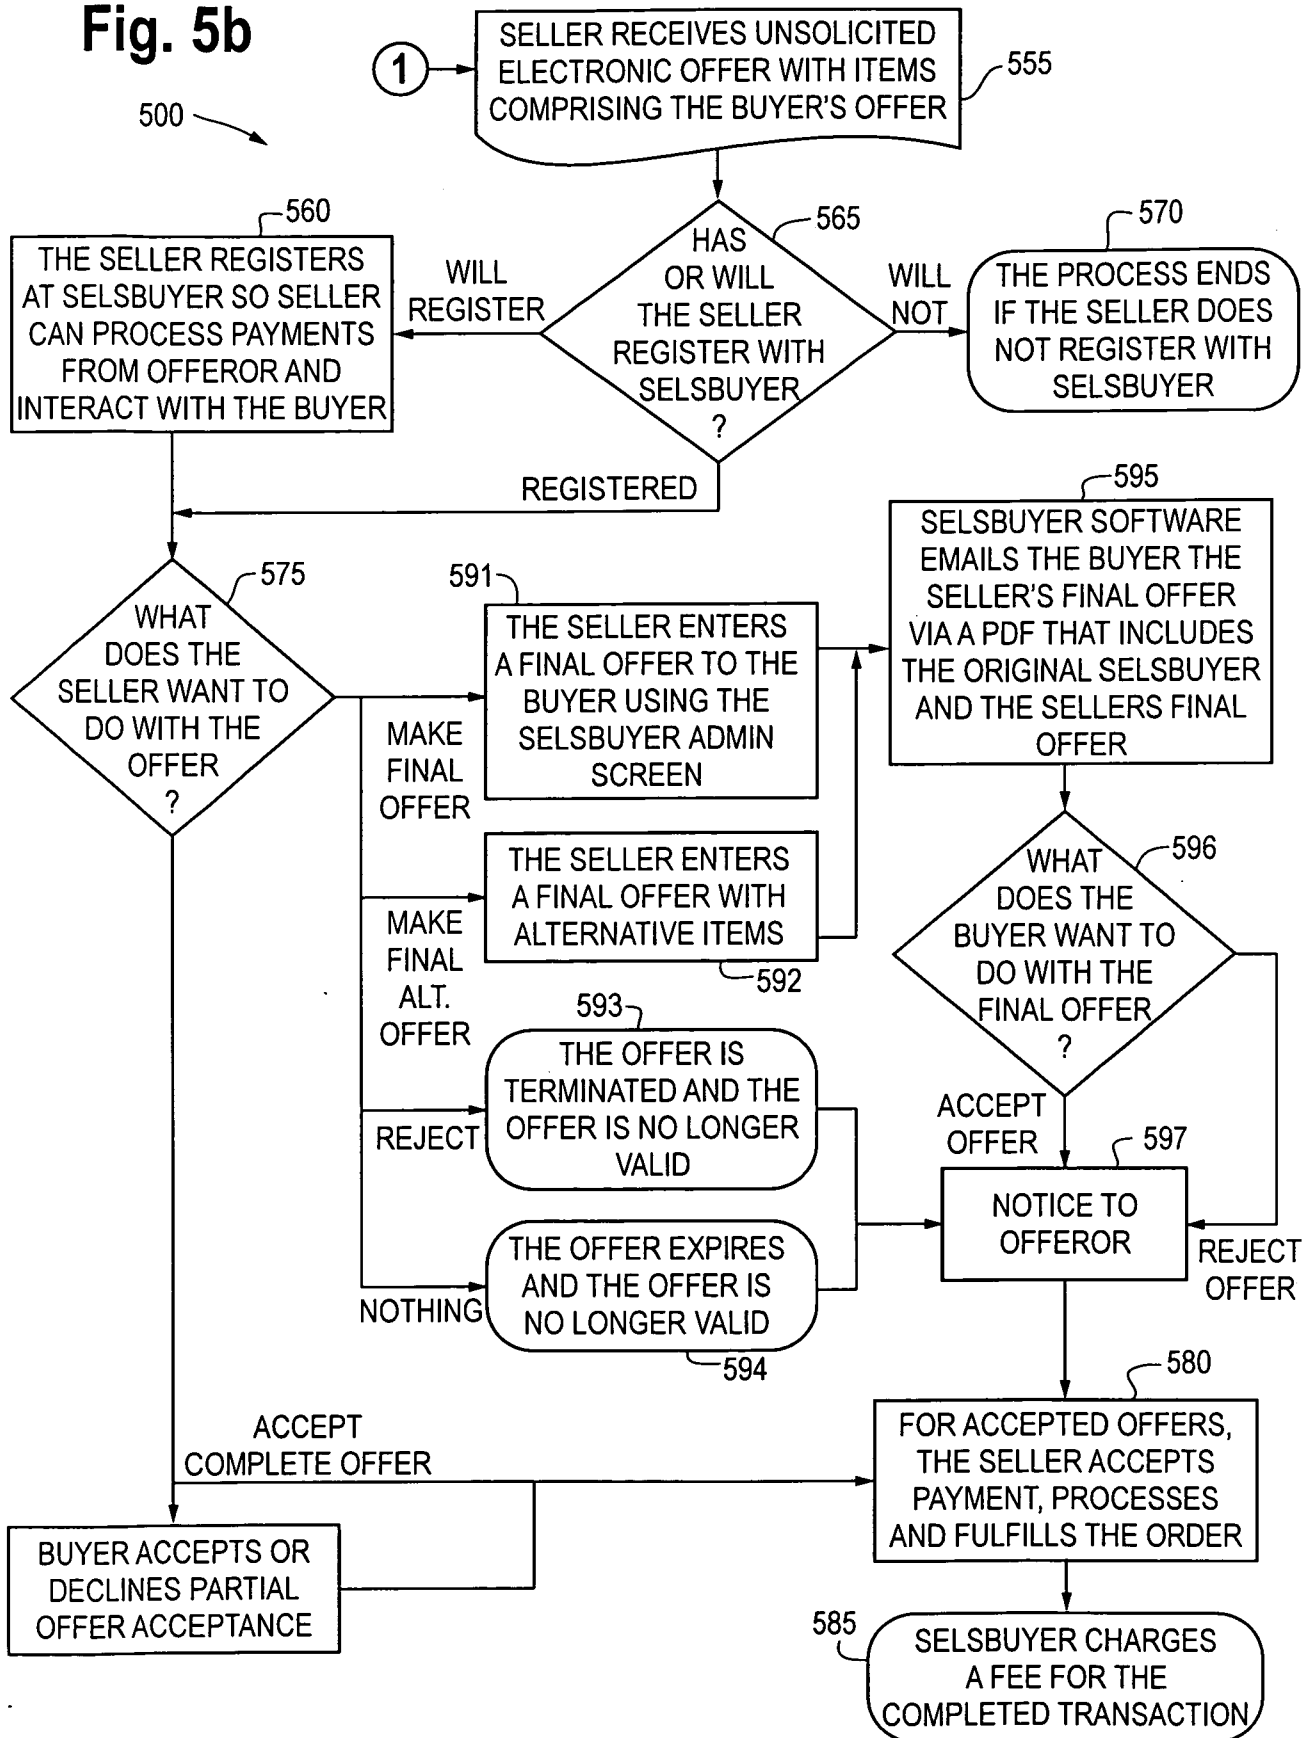 Fig. 5b
1
SELLER RECEIVES UNSOLICITED
ELECTRONIC OFFER WITH ITEMS
COMPRISING THE BUYER'S OFFER
555
500
560
THE SELLER REGISTERS
AT SELSBUYER SO SELLER
CAN PROCESS PAYMENTS
FROM OFFEROR AND
INTERACT WITH THE BUYER
WILL
REGISTER
565
HAS
OR WILL
THE SELLER
REGISTER WITH
SELSBUYER
?
WILL
NOT
570
THE PROCESS ENDS
IF THE SELLER DOES
NOT REGISTER WITH
SELSBUYER
REGISTERED
575
WHAT
DOES THE
SELLER WANT TO
DO WITH THE
OFFER
?
591
THE SELLER ENTERS
A FINAL OFFER TO THE
BUYER USING THE
SELSBUYER ADMIN
SCREEN
MAKE
FINAL
OFFER
THE SELLER ENTERS
A FINAL OFFER WITH
ALTERNATIVE ITEMS
592
MAKE
FINAL
ALT.
OFFER
593
THE OFFER IS
TERMINATED AND THE
OFFER IS NO LONGER
VALID
REJECT
THE OFFER EXPIRES
AND THE OFFER IS
NO LONGER VALID
594
NOTHING
595
SELSBUYER SOFTWARE
EMAILS THE BUYER THE
SELLER'S FINAL OFFER
VIA A PDF THAT INCLUDES
THE ORIGINAL SELSBUYER
AND THE SELLERS FINAL
OFFER
596
WHAT
DOES THE
BUYER WANT TO
DO WITH THE
FINAL OFFER
?
ACCEPT
OFFER
597
NOTICE TO
OFFEROR
REJECT
OFFER
ACCEPT
COMPLETE OFFER
580
FOR ACCEPTED OFFERS,
THE SELLER ACCEPTS
PAYMENT, PROCESSES
AND FULFILLS THE ORDER
BUYER ACCEPTS OR
DECLINES PARTIAL
OFFER ACCEPTANCE
585
SELSBUYER CHARGES
A FEE FOR THE
COMPLETED TRANSACTION